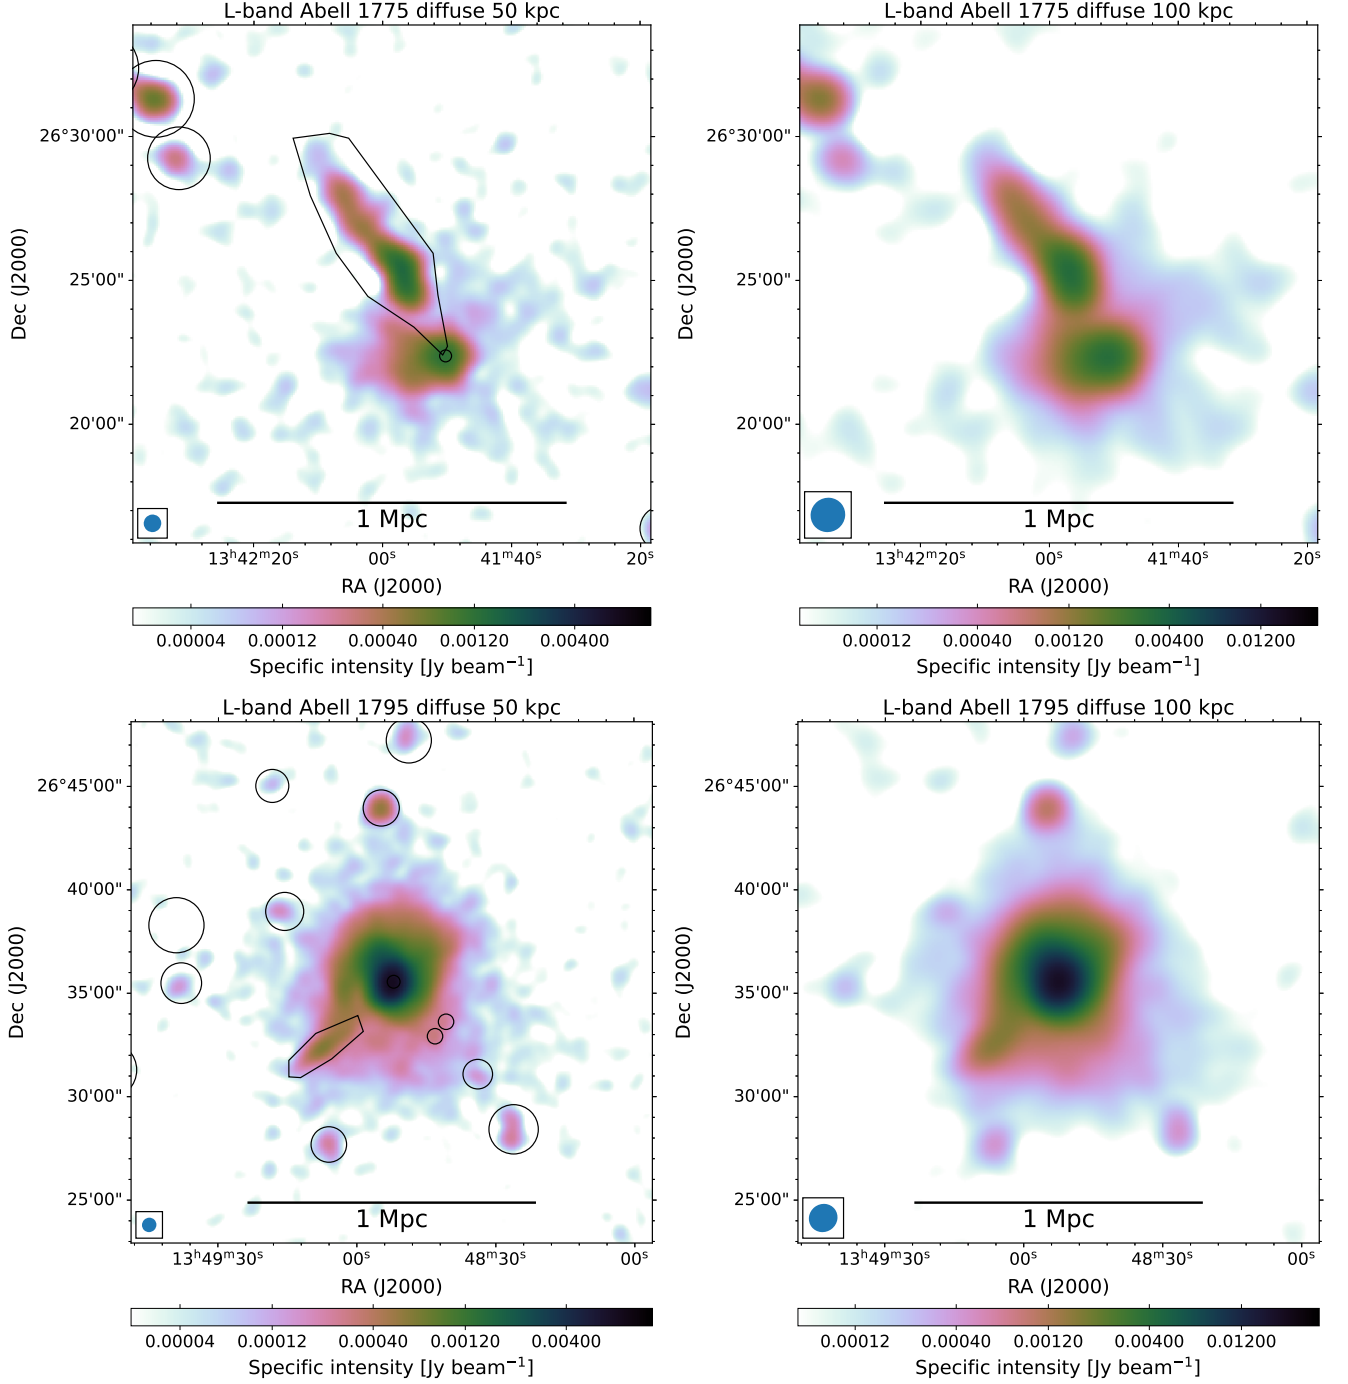 L-band Abell 1775 diffuse 50 kpc
26°30'00"
25'00"
20'00"
Dec (J2000)
1 Mpc
13ʰ42ᵐ20ˢ 00ˢ 41ᵐ40ˢ 20ˢ
RA (J2000)
0.00004 0.00012 0.00040 0.00120 0.00400
Specific intensity [Jy beam⁻¹]
L-band Abell 1775 diffuse 100 kpc
26°30'00"
25'00"
20'00"
Dec (J2000)
1 Mpc
13ʰ42ᵐ20ˢ 00ˢ 41ᵐ40ˢ 20ˢ
RA (J2000)
0.00012 0.00040 0.00120 0.00400 0.01200
Specific intensity [Jy beam⁻¹]
L-band Abell 1795 diffuse 50 kpc
26°45'00"
40'00"
35'00"
30'00"
25'00"
Dec (J2000)
1 Mpc
13ʰ49ᵐ30ˢ 00ˢ 48ᵐ30ˢ 00ˢ
RA (J2000)
0.00004 0.00012 0.00040 0.00120 0.00400
Specific intensity [Jy beam⁻¹]
L-band Abell 1795 diffuse 100 kpc
26°45'00"
40'00"
35'00"
30'00"
25'00"
Dec (J2000)
1 Mpc
13ʰ49ᵐ30ˢ 00ˢ 48ᵐ30ˢ 00ˢ
RA (J2000)
0.00012 0.00040 0.00120 0.00400 0.01200
Specific intensity [Jy beam⁻¹]